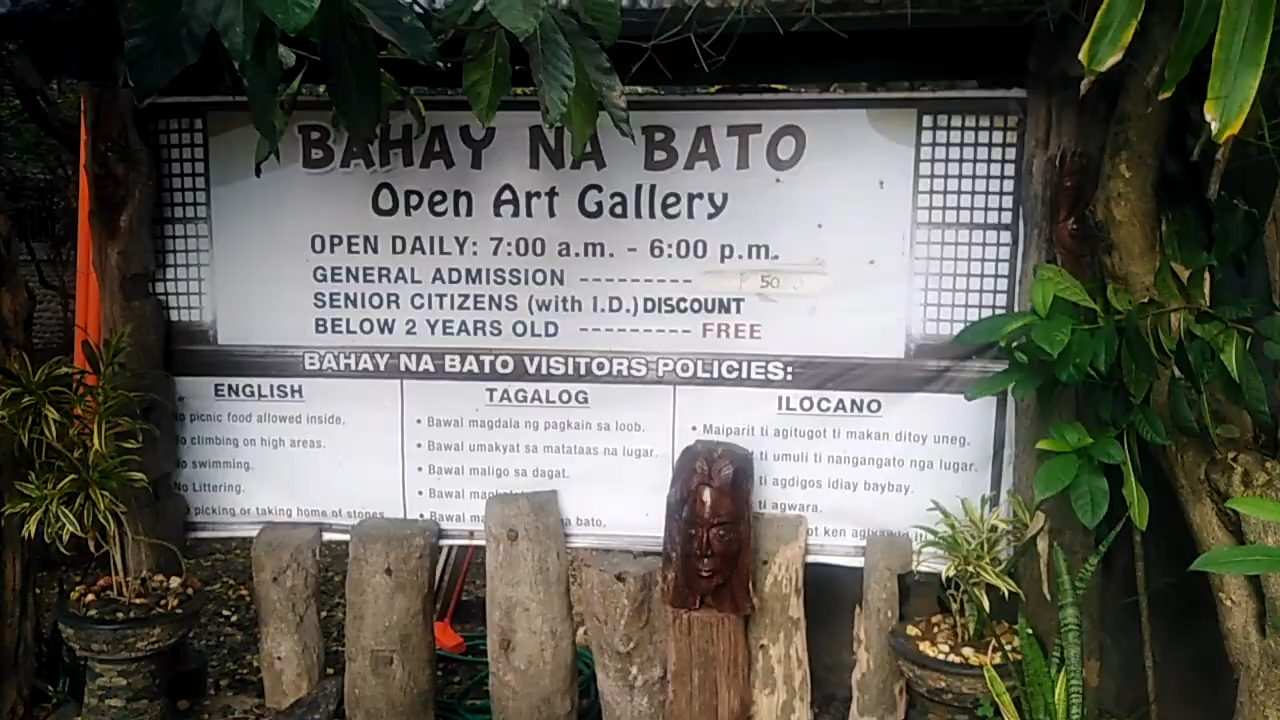 BAHAY NA BATO
Open Art Gallery
OPEN DAILY: 7:00 a.m. - 6:00 p.m.
GENERAL ADMISSION --------- 50
SENIOR CITIZENS (with I.D.) DISCOUNT
BELOW 2 YEARS OLD --------- FREE
BAHAY NA BATO VISITORS POLICIES:
ENGLISH
No picnic food allowed inside.
No climbing on high areas.
No swimming.
No Littering.
picking or taking home of stones
TAGALOG
• Bawal magdala ng pagkain sa loob.
• Bawal umakyat sa matataas na lugar.
• Bawal maligo sa dagat.
• Bawal
• Bawal bato.
ILOCANO
• Maiparit ti agitugot ti makan ditoy uneg.
ti umuli ti nangangato nga lugar.
ti agdigos idiay baybay.
ti agwara.
ken